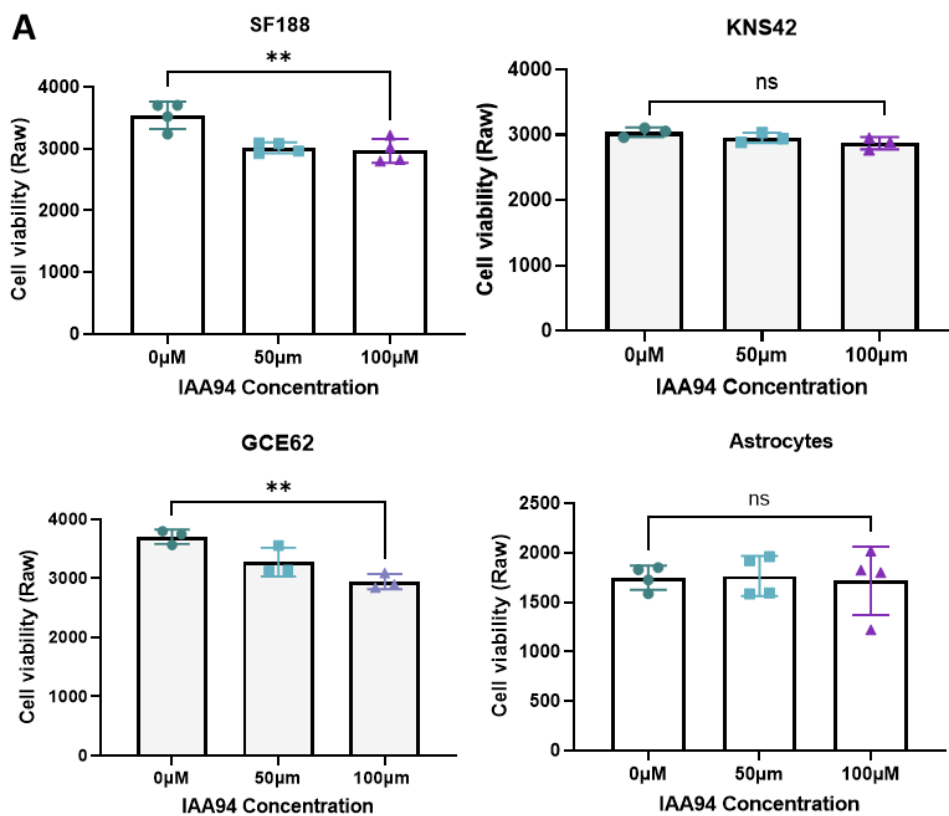 A
SF188
**
Cell viability (Raw)
4000
3000
2000
1000
0
0µM
50µm
100µM
IAA94 Concentration
KNS42
ns
Cell viability (Raw)
4000
3000
2000
1000
0
0µM
50µm
100µM
IAA94 Concentration
GCE62
**
Cell viability (Raw)
4000
3000
2000
1000
0
0µM
50µm
100µM
IAA94 Concentration
Astrocytes
ns
Cell viability (Raw)
2500
2000
1500
1000
500
0
0µM
50µm
100µM
IAA94 Concentration